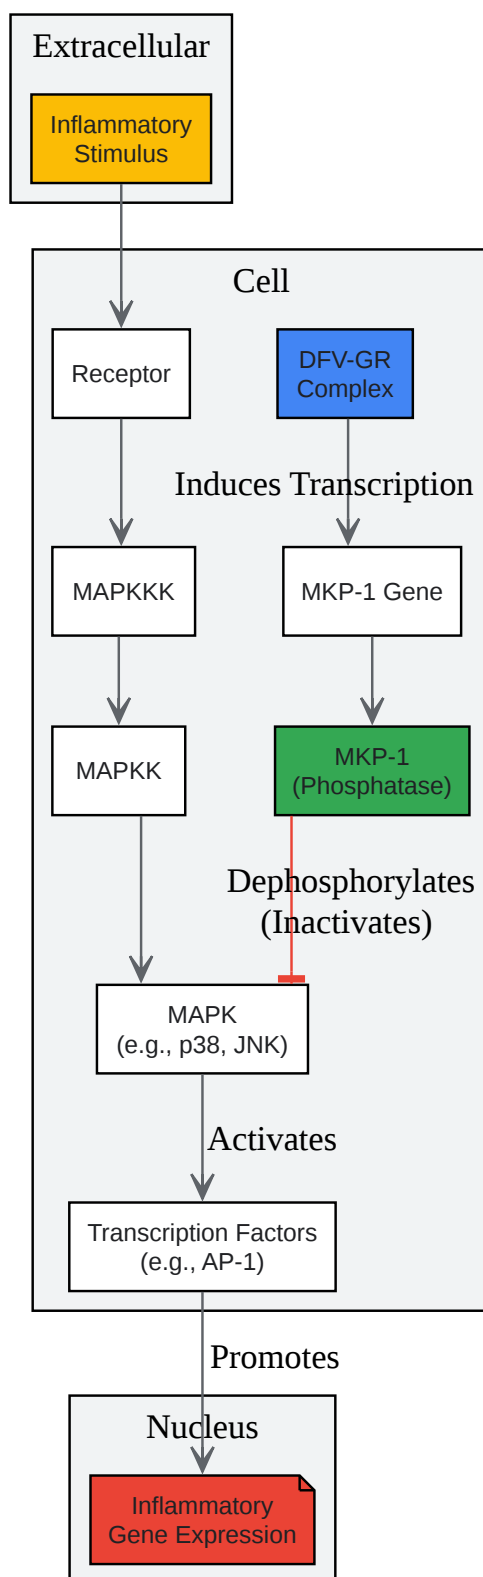 Extracellular
Inflammatory
Stimulus
Cell
Receptor
DFV-GR
Complex
Induces Transcription
MAPKKK
MKP-1 Gene
MAPKK
MKP-1
(Phosphatase)
Dephosphorylates
(Inactivates)
MAPK
(e.g., p38, JNK)
Activates
Transcription Factors
(e.g., AP-1)
Promotes
Nucleus
Inflammatory
Gene Expression